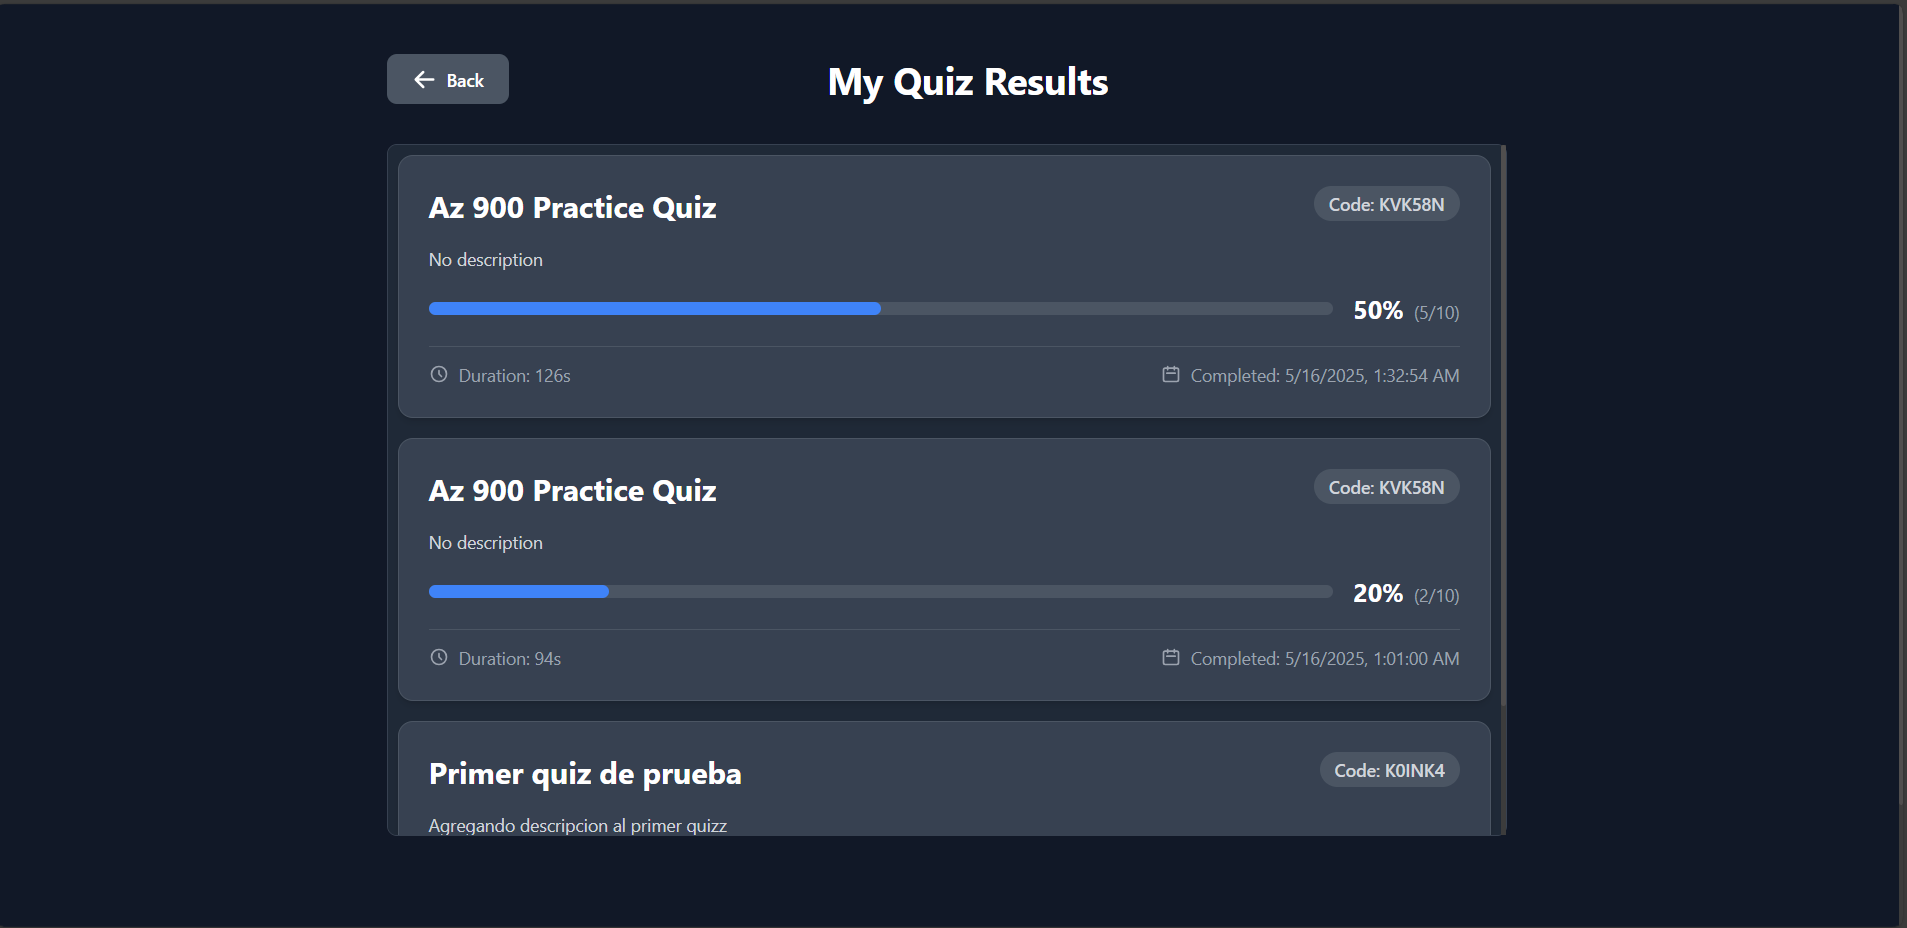 Back
My Quiz Results
Az 900 Practice Quiz
Code: KVK58N
No description
50% (5/10)
Duration: 126s
Completed: 5/16/2025, 1:32:54 AM
Az 900 Practice Quiz
Code: KVK58N
No description
20% (2/10)
Duration: 94s
Completed: 5/16/2025, 1:01:00 AM
Primer quiz de prueba
Code: K0INK4
Agregando descripcion al primer quizz